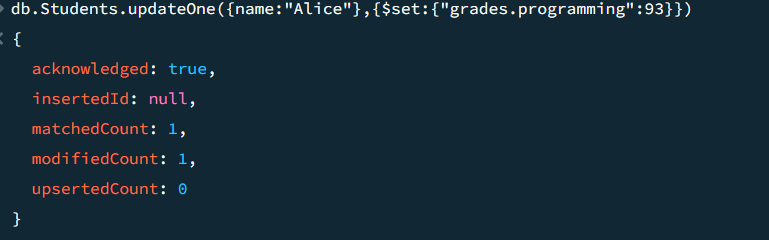 > db.Students.updateOne({name:"Alice"},{$set:{"grades.programming":93}})
< {
acknowledged: true,
insertedId: null,
matchedCount: 1,
modifiedCount: 1,
upsertedCount: 0
}